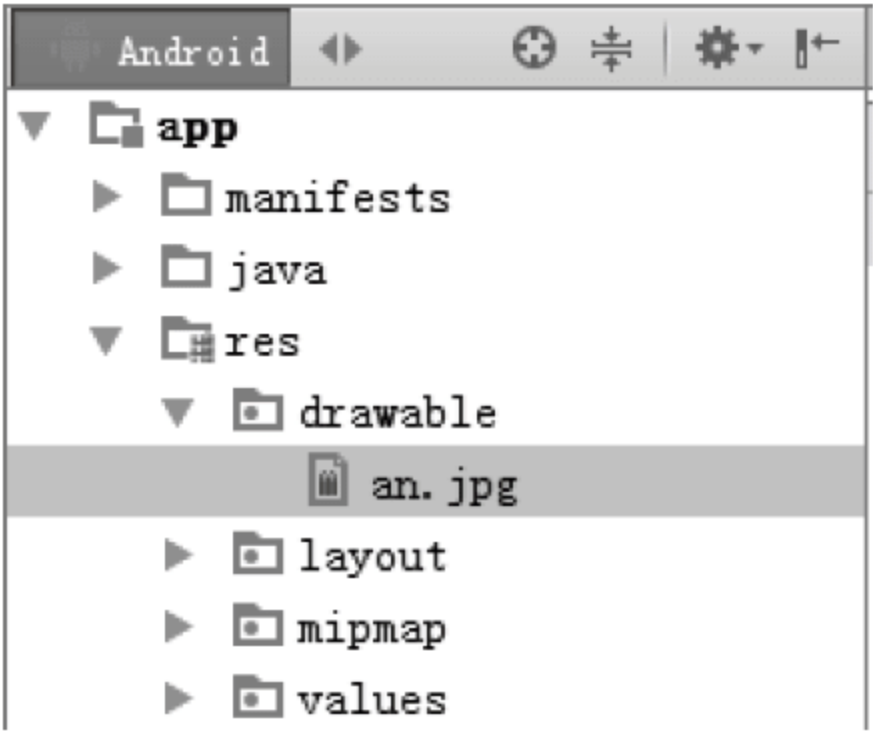 Android
app
manifests
java
res
drawable
an.jpg
layout
mipmap
values